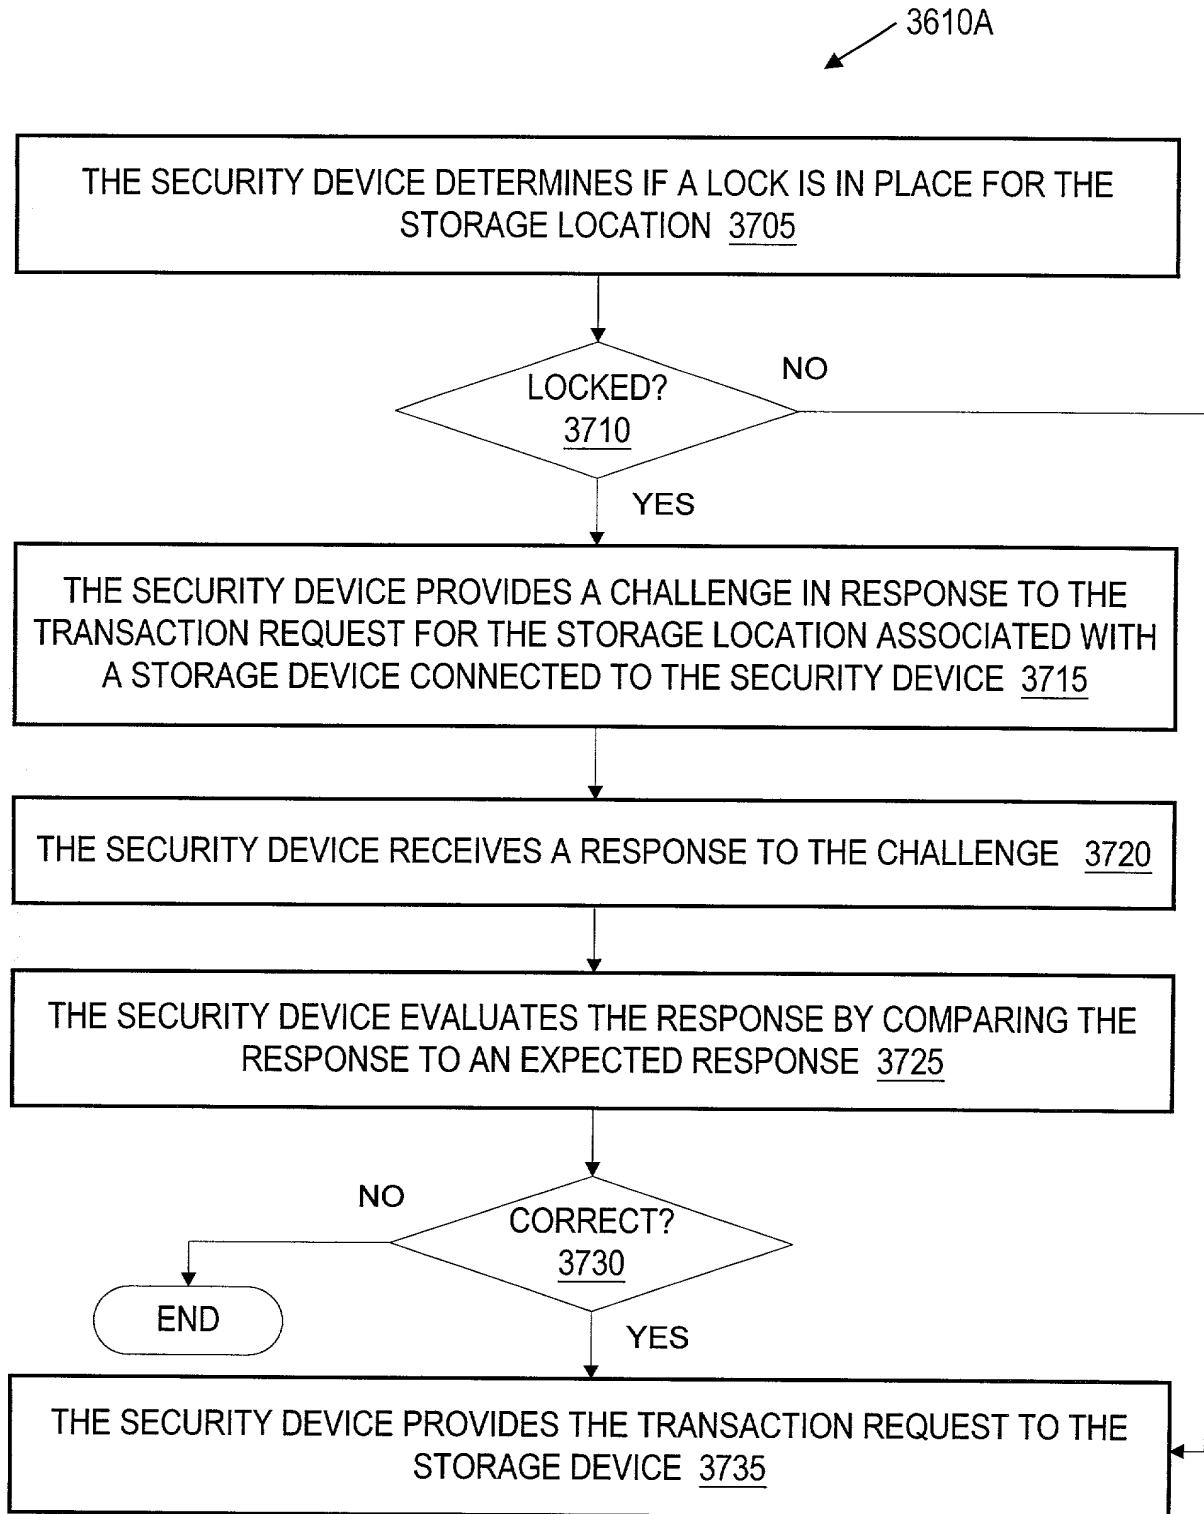 3610A
THE SECURITY DEVICE DETERMINES IF A LOCK IS IN PLACE FOR THE
STORAGE LOCATION 3705
LOCKED?
3710
NO
YES
THE SECURITY DEVICE PROVIDES A CHALLENGE IN RESPONSE TO THE
TRANSACTION REQUEST FOR THE STORAGE LOCATION ASSOCIATED WITH
A STORAGE DEVICE CONNECTED TO THE SECURITY DEVICE 3715
THE SECURITY DEVICE RECEIVES A RESPONSE TO THE CHALLENGE 3720
THE SECURITY DEVICE EVALUATES THE RESPONSE BY COMPARING THE
RESPONSE TO AN EXPECTED RESPONSE 3725
NO
CORRECT?
3730
END
YES
THE SECURITY DEVICE PROVIDES THE TRANSACTION REQUEST TO THE
STORAGE DEVICE 3735